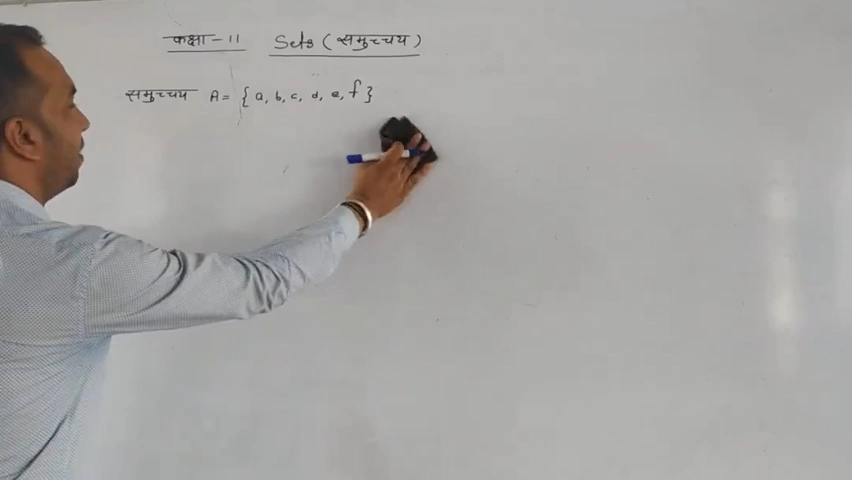 कक्षा - 11 Sets ( समुच्चय )
समुच्चय A = { a, b, c, d, e, f }